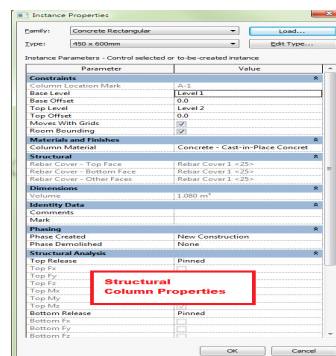 Instance Properties
Family: Concrete Rectangular Load...
Type: 450 x 600mm Edit Type...
Instance Parameters - Control selected or to-be-created instance
Parameter Value
Constraints
Column Location Mark A-1
Base Level Level 1
Base Offset 0.0
Top Level Level 2
Top Offset 0.0
Moves With Grids
Room Bounding
Materials and Finishes
Column Material Concrete - Cast-in-Place Concret
Structural
Rebar Cover - Top Face Rebar Cover 1 <25>
Rebar Cover - Bottom Face Rebar Cover 1 <25>
Rebar Cover - Other Faces Rebar Cover 1 <25>
Dimensions
Volume 1.080 m³
Identity Data
Comments
Mark
Phasing
Phase Created New Construction
Phase Demolished None
Structural Analysis
Top Release Pinned
Top Fx
Top Fy
Top Fz
Top Mx
Top My
Top Mz
Structural
Column Properties
Bottom Release Pinned
Bottom Fx
Bottom Fy
Bottom Fz
OK Cancel